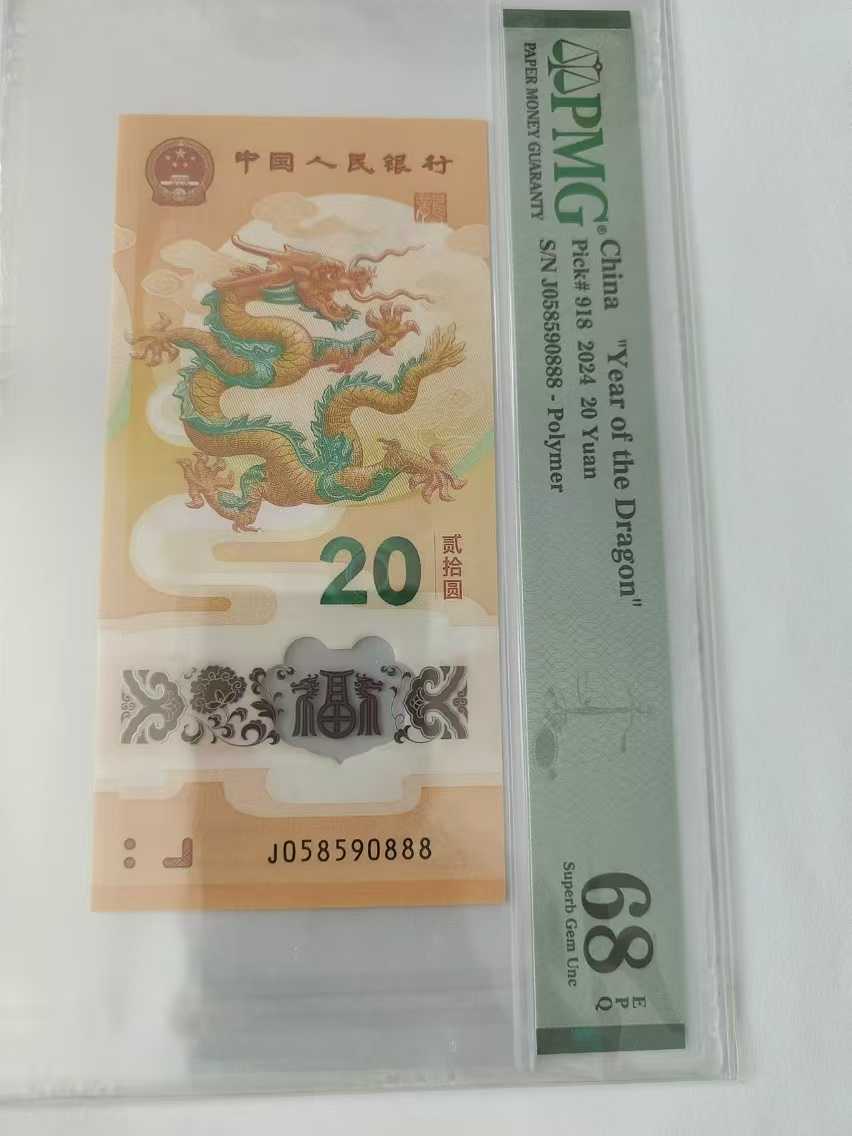 中国人民银行
20
贰拾圆
福
J058590888
PMG®
PAPER MONEY GUARANTY
China "Year of the Dragon"
Pick# 918 2024 20 Yuan
S/N J058590888 - Polymer
68
EPQ
Superb Gem Unc